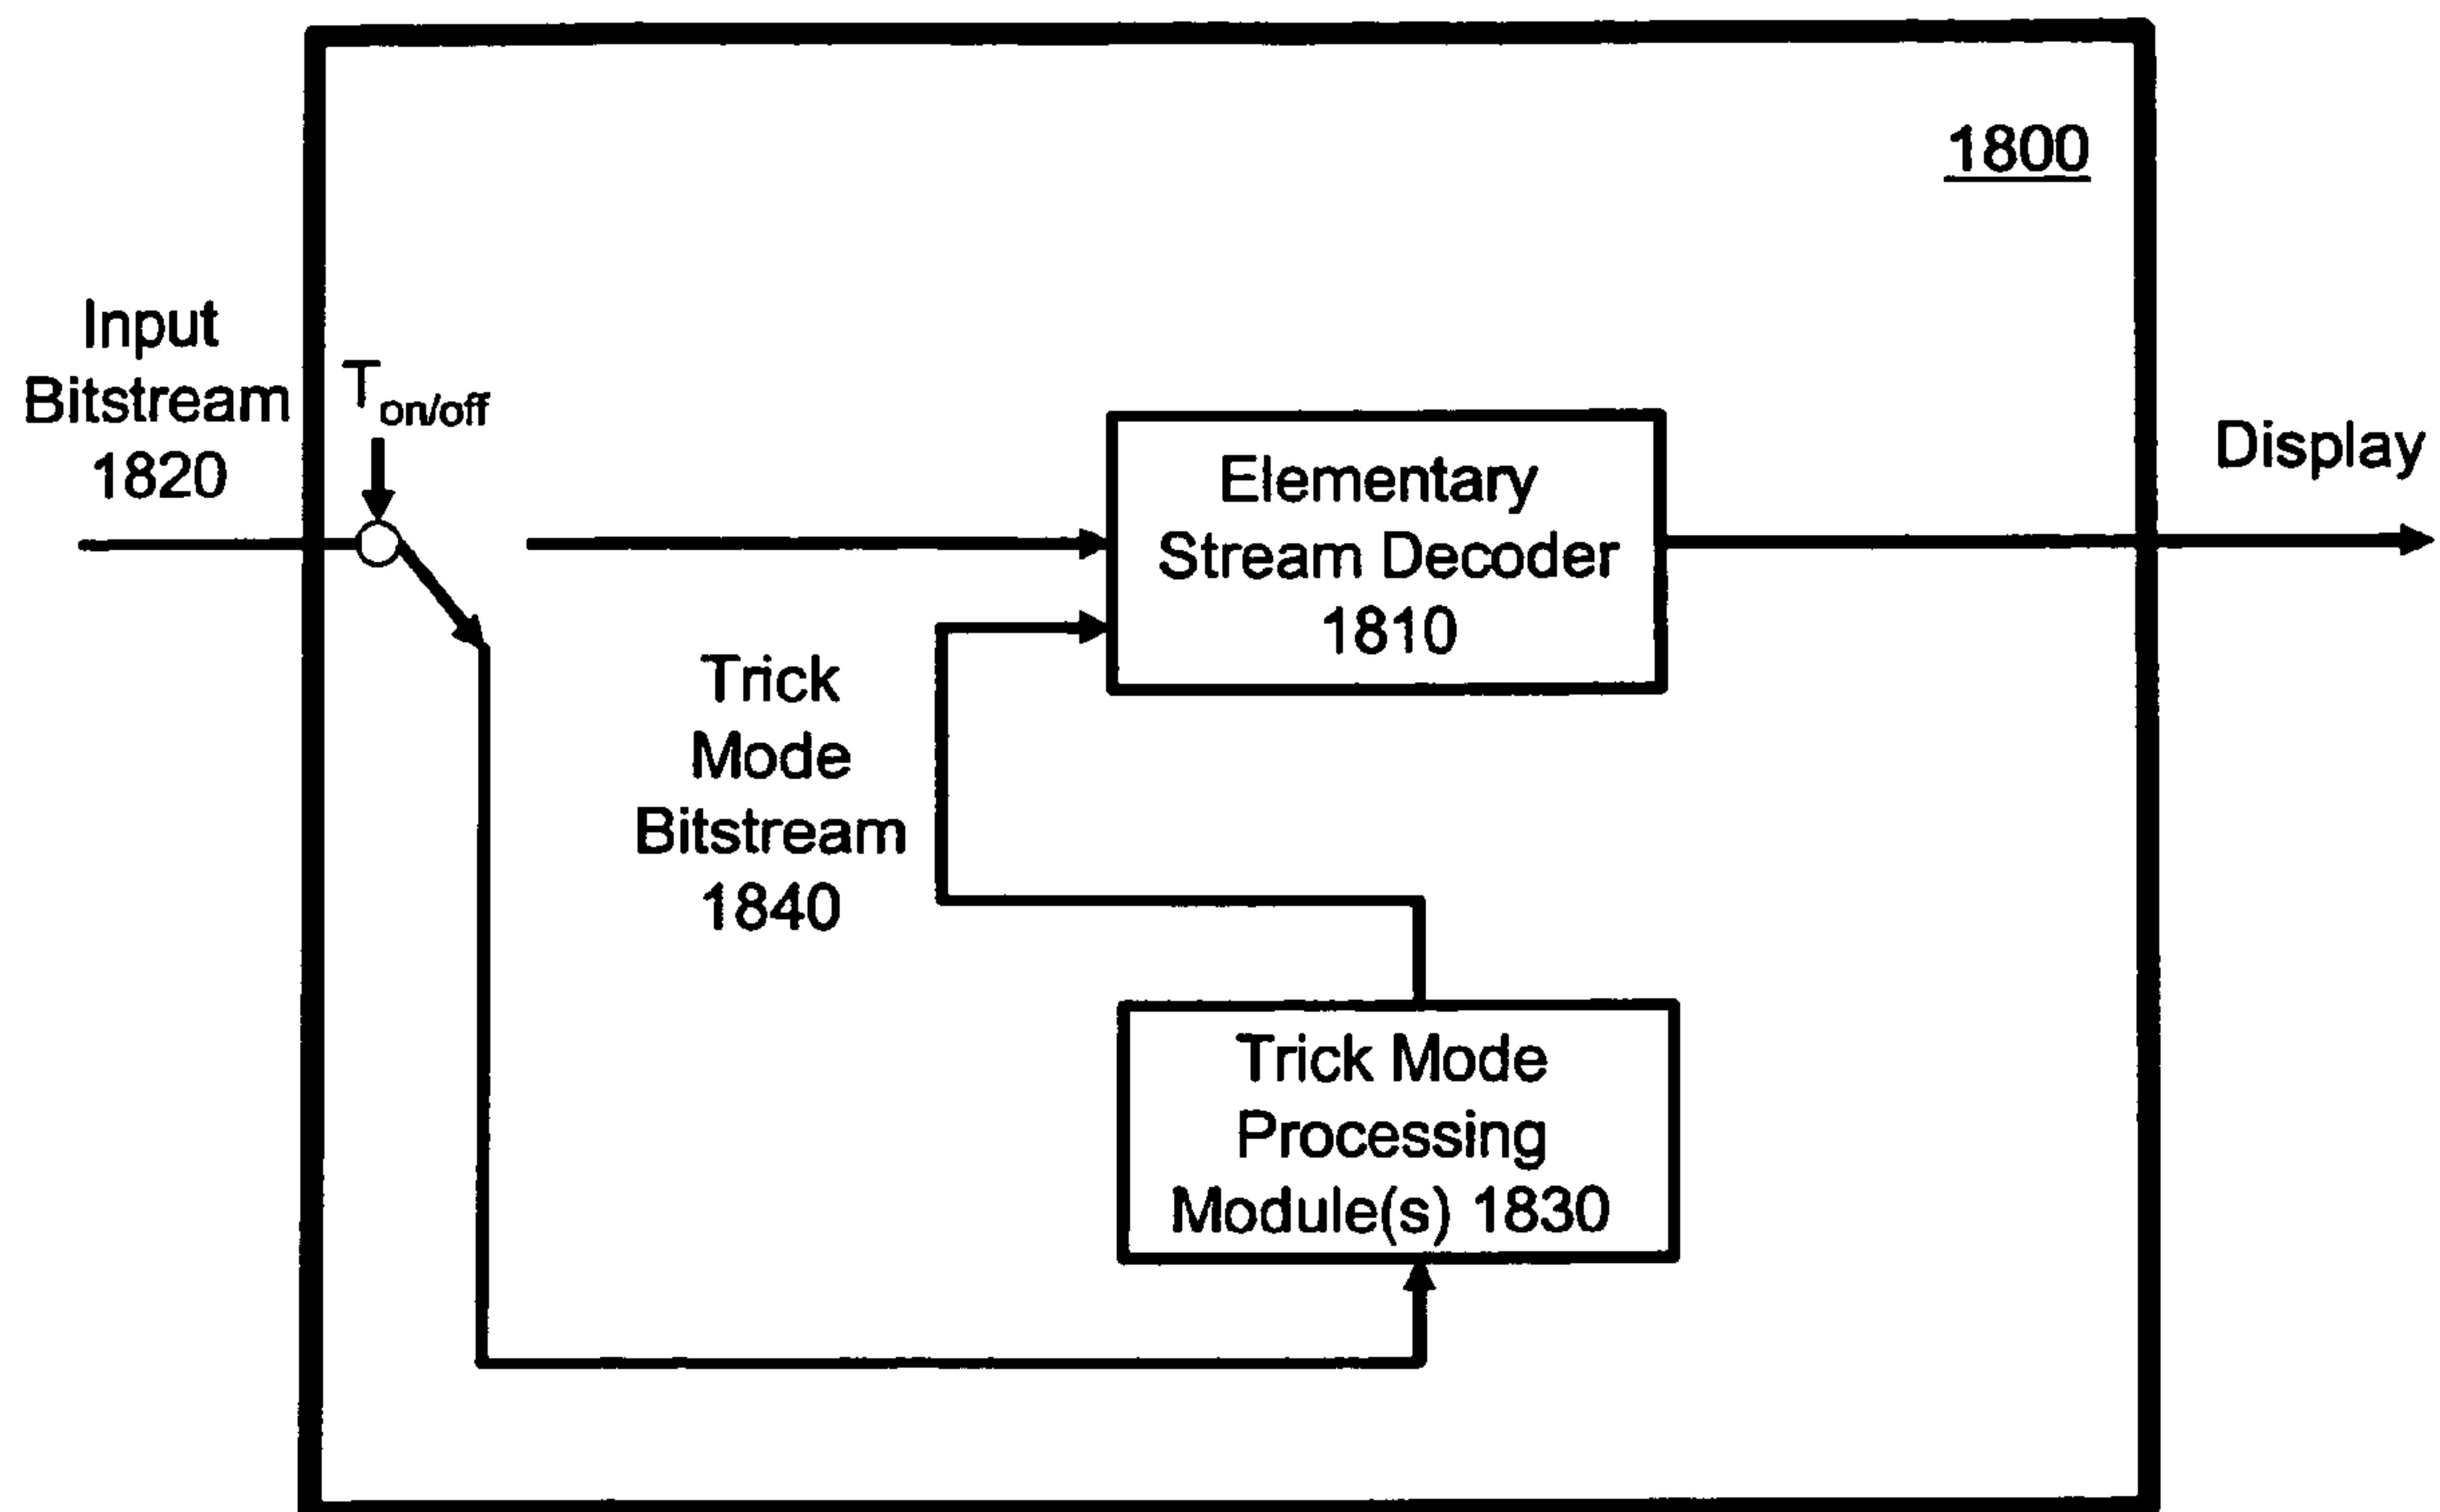 1800
Input
Bitstream
1820
Ton/off
Display
Elementary
Stream Decoder
1810
Trick
Mode
Bitstream
1840
Trick Mode
Processing
Module(s) 1830